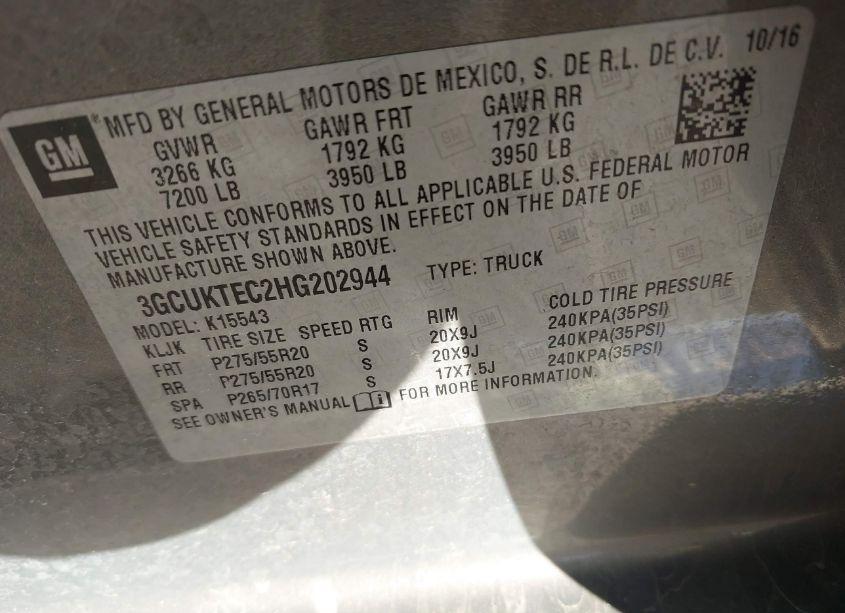 GM
®
MFD BY GENERAL MOTORS DE MEXICO, S. DE R.L. DE C.V. 10/16
GVWR GAWR FRT GAWR RR
3266 KG 1792 KG 1792 KG
7200 LB 3950 LB 3950 LB
THIS VEHICLE CONFORMS TO ALL APPLICABLE U.S. FEDERAL MOTOR
VEHICLE SAFETY STANDARDS IN EFFECT ON THE DATE OF
MANUFACTURE SHOWN ABOVE.
3GCUKTEC2HG202944 TYPE: TRUCK
MODEL: K15543
KLJK TIRE SIZE SPEED RTG RIM COLD TIRE PRESSURE
FRT P275/55R20 S 20X9J 240KPA(35PSI)
RR P275/55R20 S 20X9J 240KPA(35PSI)
SPA P265/70R17 S 17X7.5J 240KPA(35PSI)
SEE OWNER'S MANUAL i FOR MORE INFORMATION.